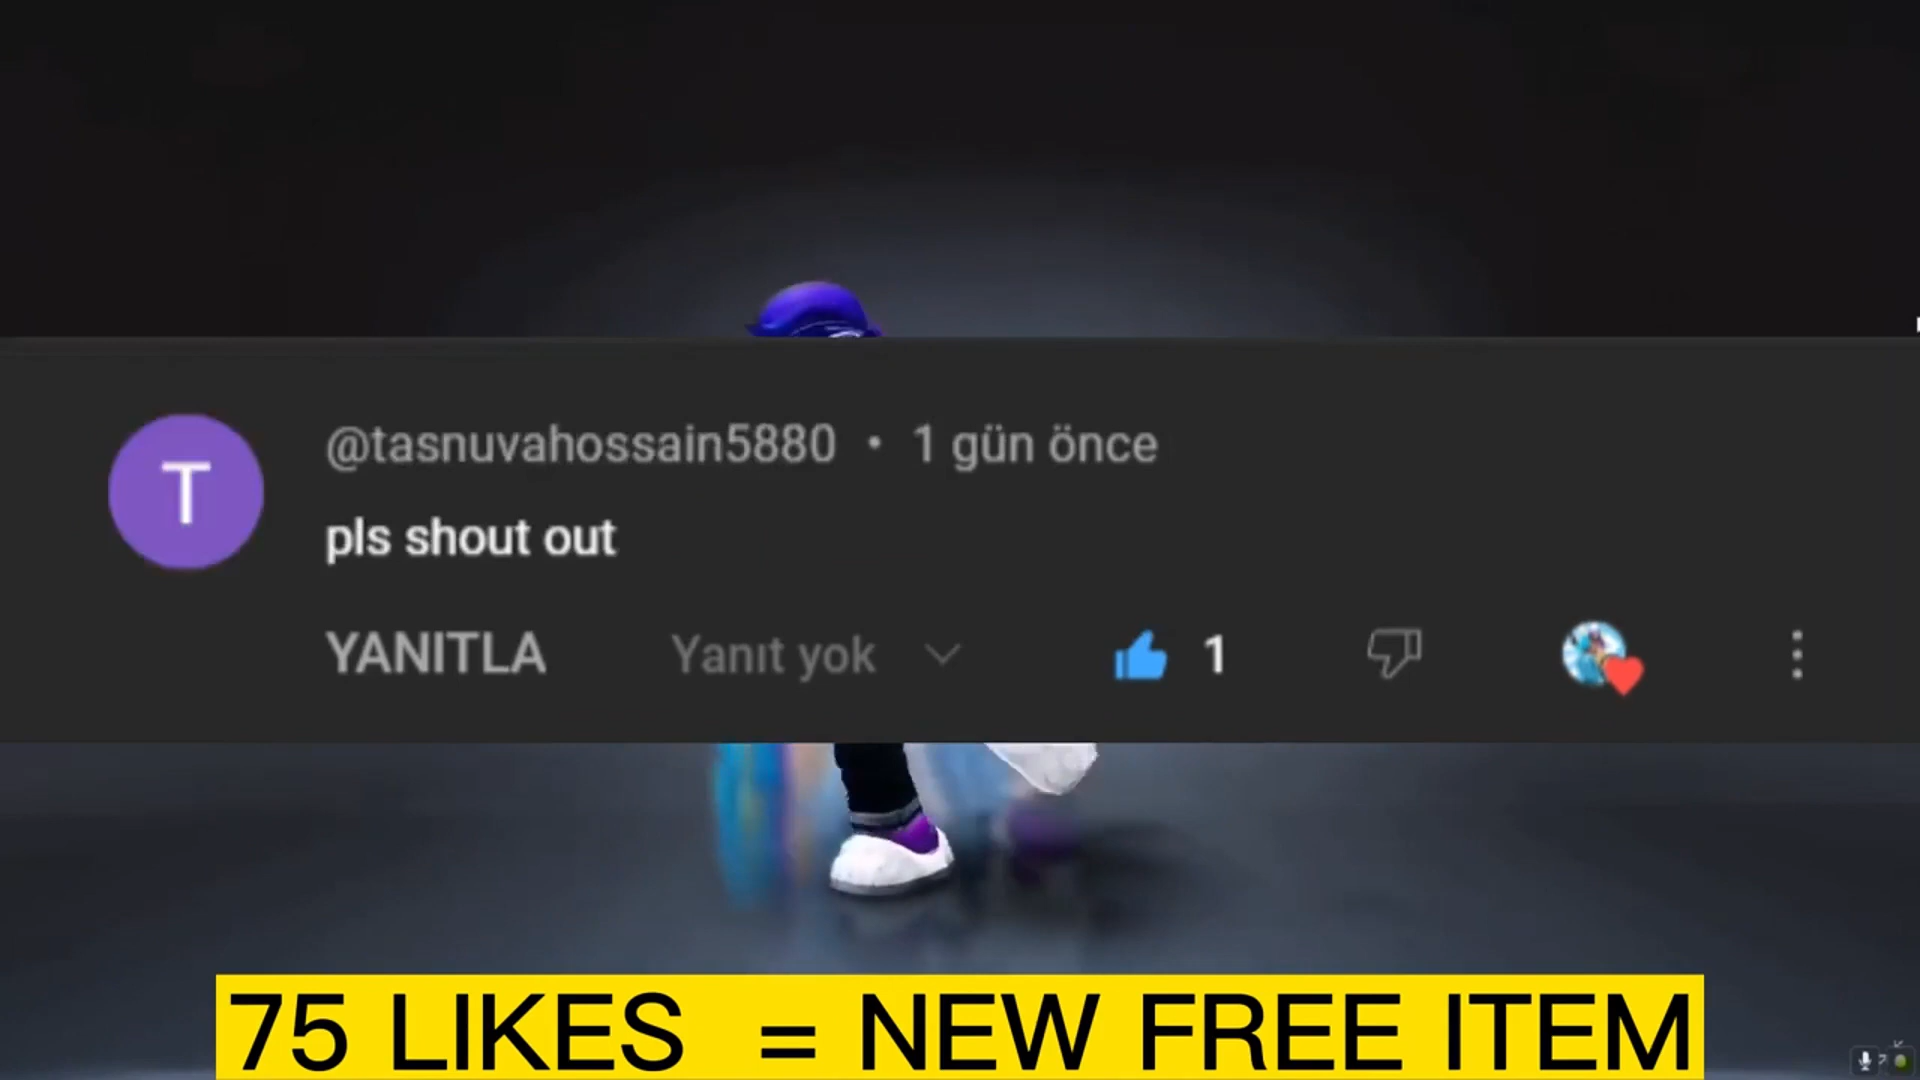 T
@tasnuvahossain5880 • 1 gün önce
pls shout out
YANITLA Yanıt yok 1
75 LIKES = NEW FREE ITEM